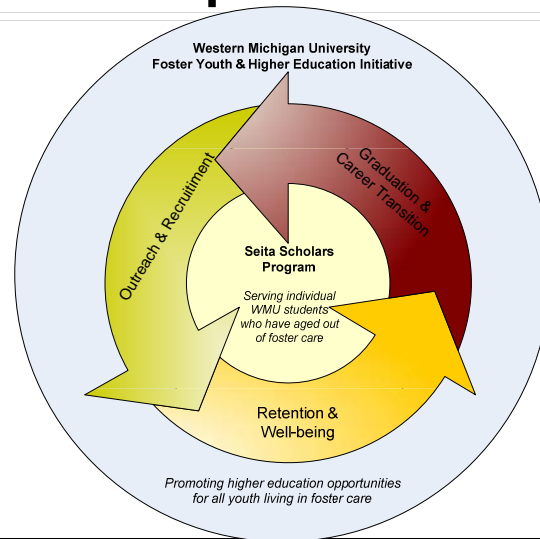 Western Michigan University
Foster Youth & Higher Education Initiative
Graduation &
Career Transition
Outreach & Recruitiment
Seita Scholars
Program
Serving individual
WMU students
who have aged out
of foster care
Retention &
Well-being
Promoting higher education opportunities
for all youth living in foster care